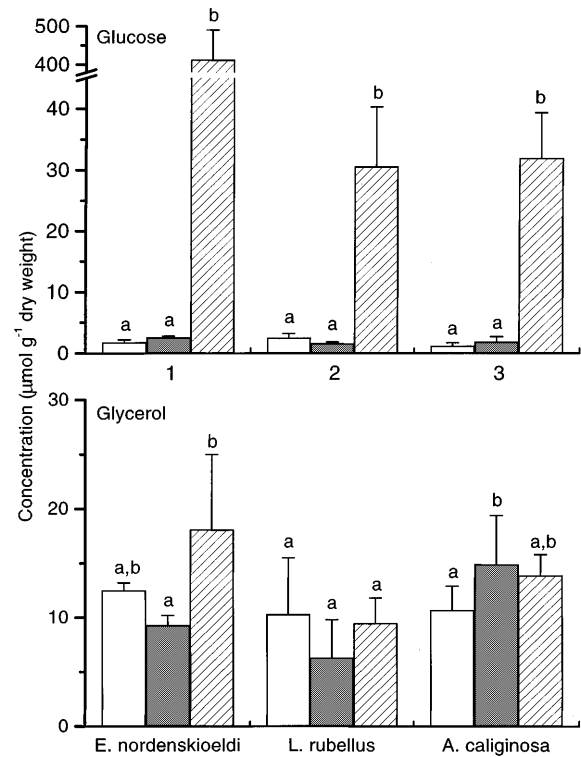 Concentration (µmol g⁻¹ dry weight)
Glucose
500
400
40
30
20
10
0
b
b
b
a a
a a
a a
1 2 3
Glycerol
30
20
10
0
a,b a b
a a a
a b a,b
E. nordenskioeldi L. rubellus A. caliginosa